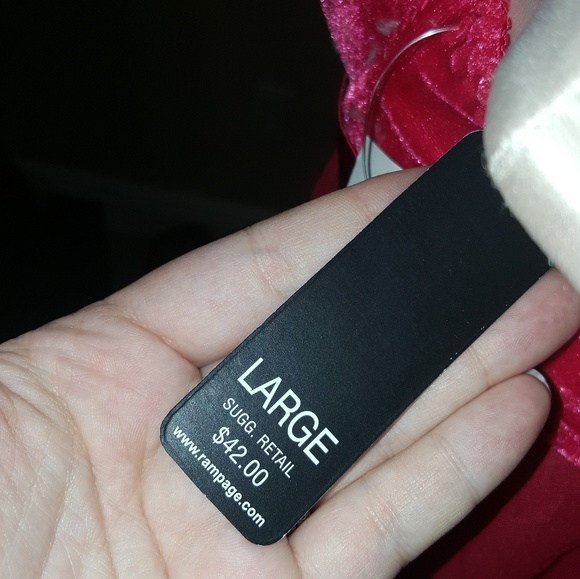 LARGE
SUGG. RETAIL
$42.00
www.rampage.com